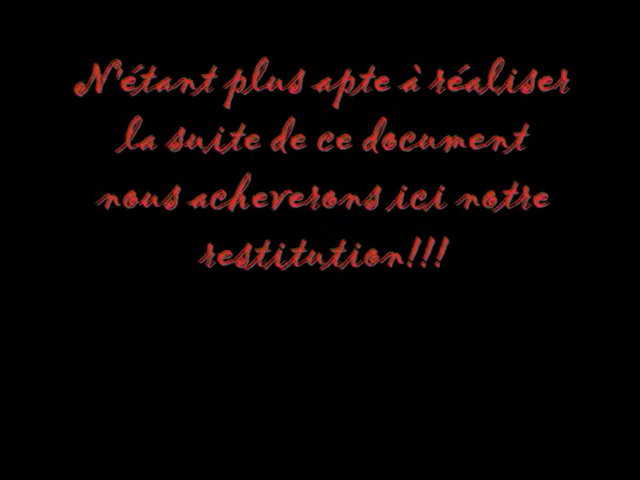 N'étant plus apte à réaliser
la suite de ce document
nous acheverons ici notre
restitution!!!